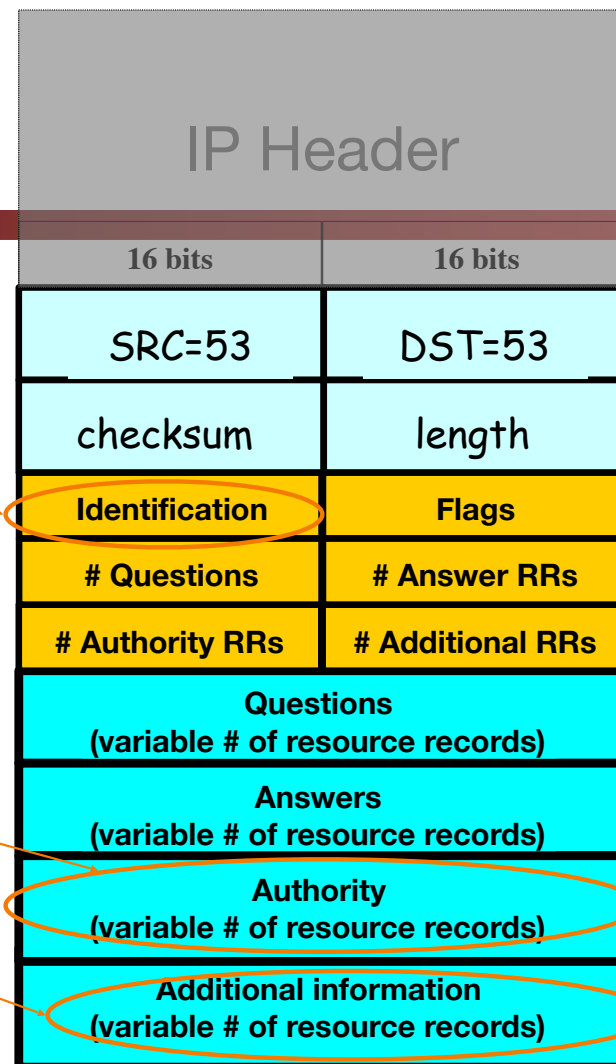 IP Header
16 bits 16 bits
SRC=53 DST=53
checksum length
Identification Flags
# Questions # Answer RRs
# Authority RRs # Additional RRs
Questions
(variable # of resource records)
Answers
(variable # of resource records)
Authority
(variable # of resource records)
Additional information
(variable # of resource records)